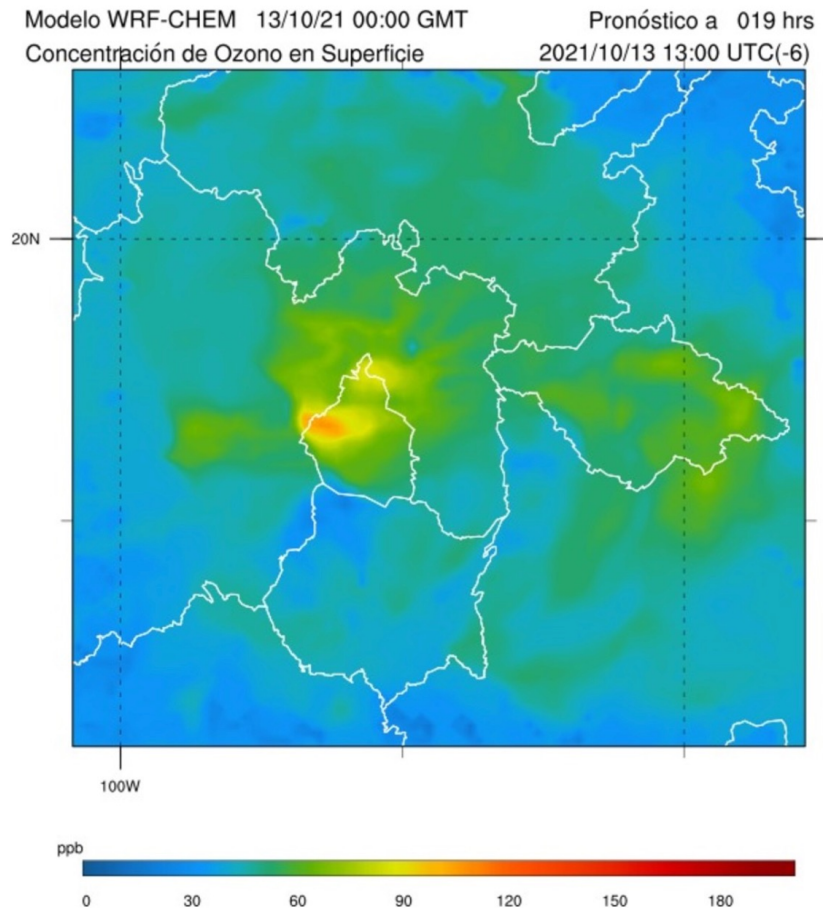 Modelo WRF-CHEM 13/10/21 00:00 GMT Pronóstico a 019 hrs
Concentración de Ozono en Superficie 2021/10/13 13:00 UTC(-6)
20N
100W
ppb
0 30 60 90 120 150 180